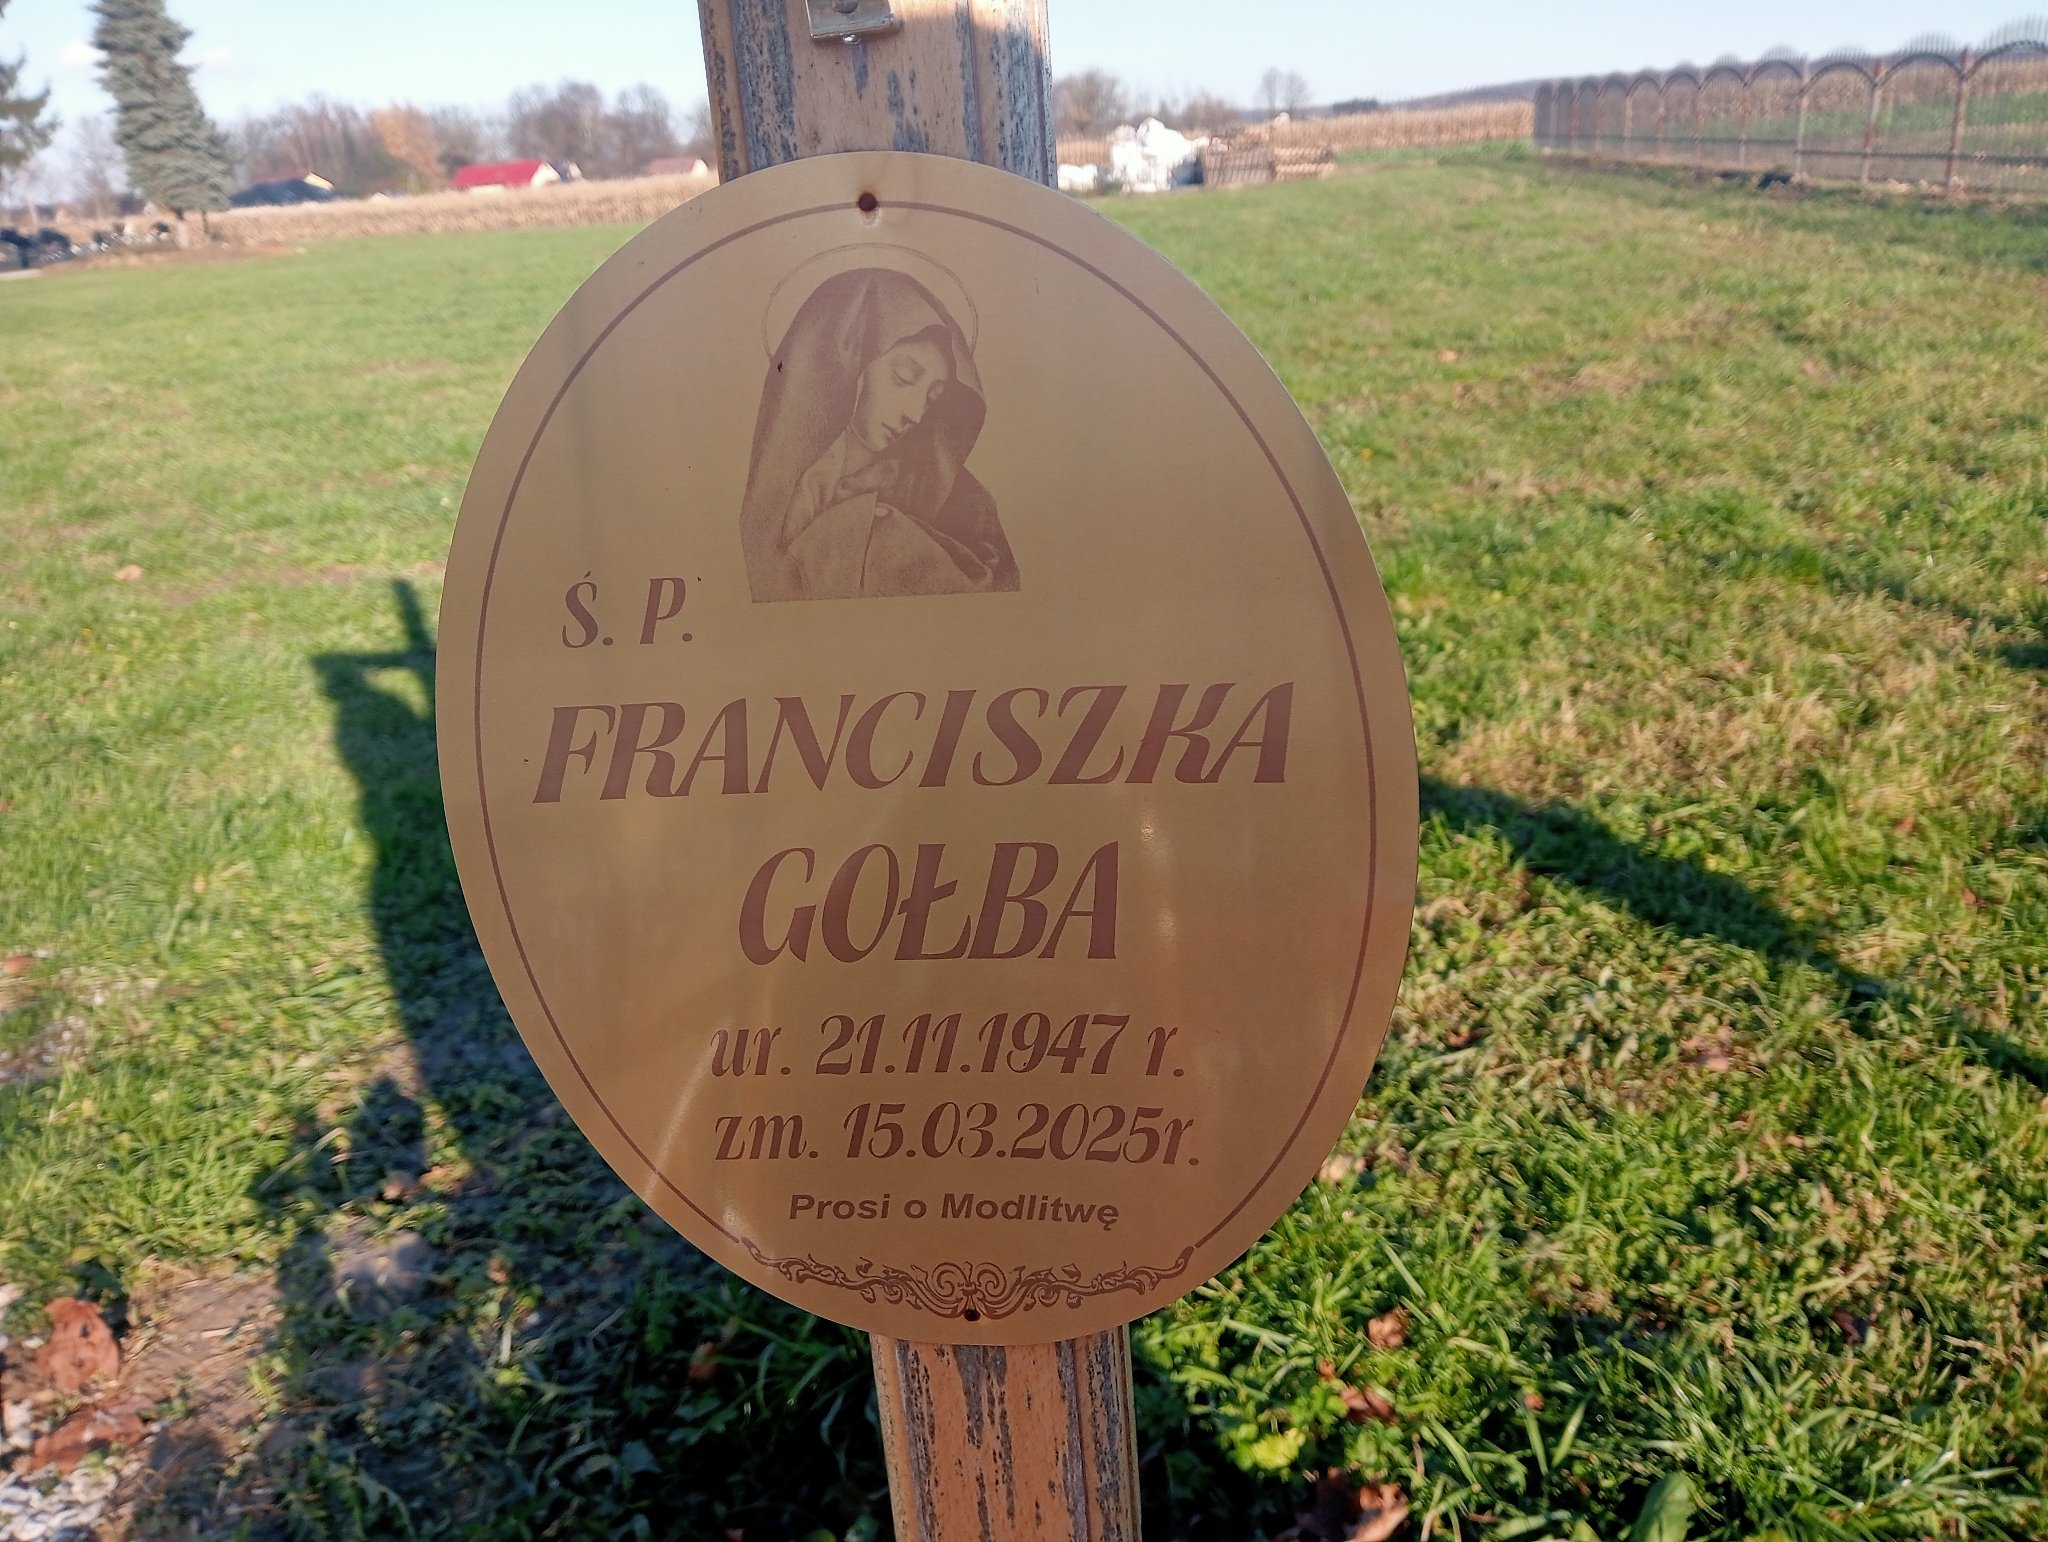 Ś. P.
FRANCISZKA
GOŁBA
ur. 21.11.1947 r.
zm. 15.03.2025r.
Prosi o Modlitwę